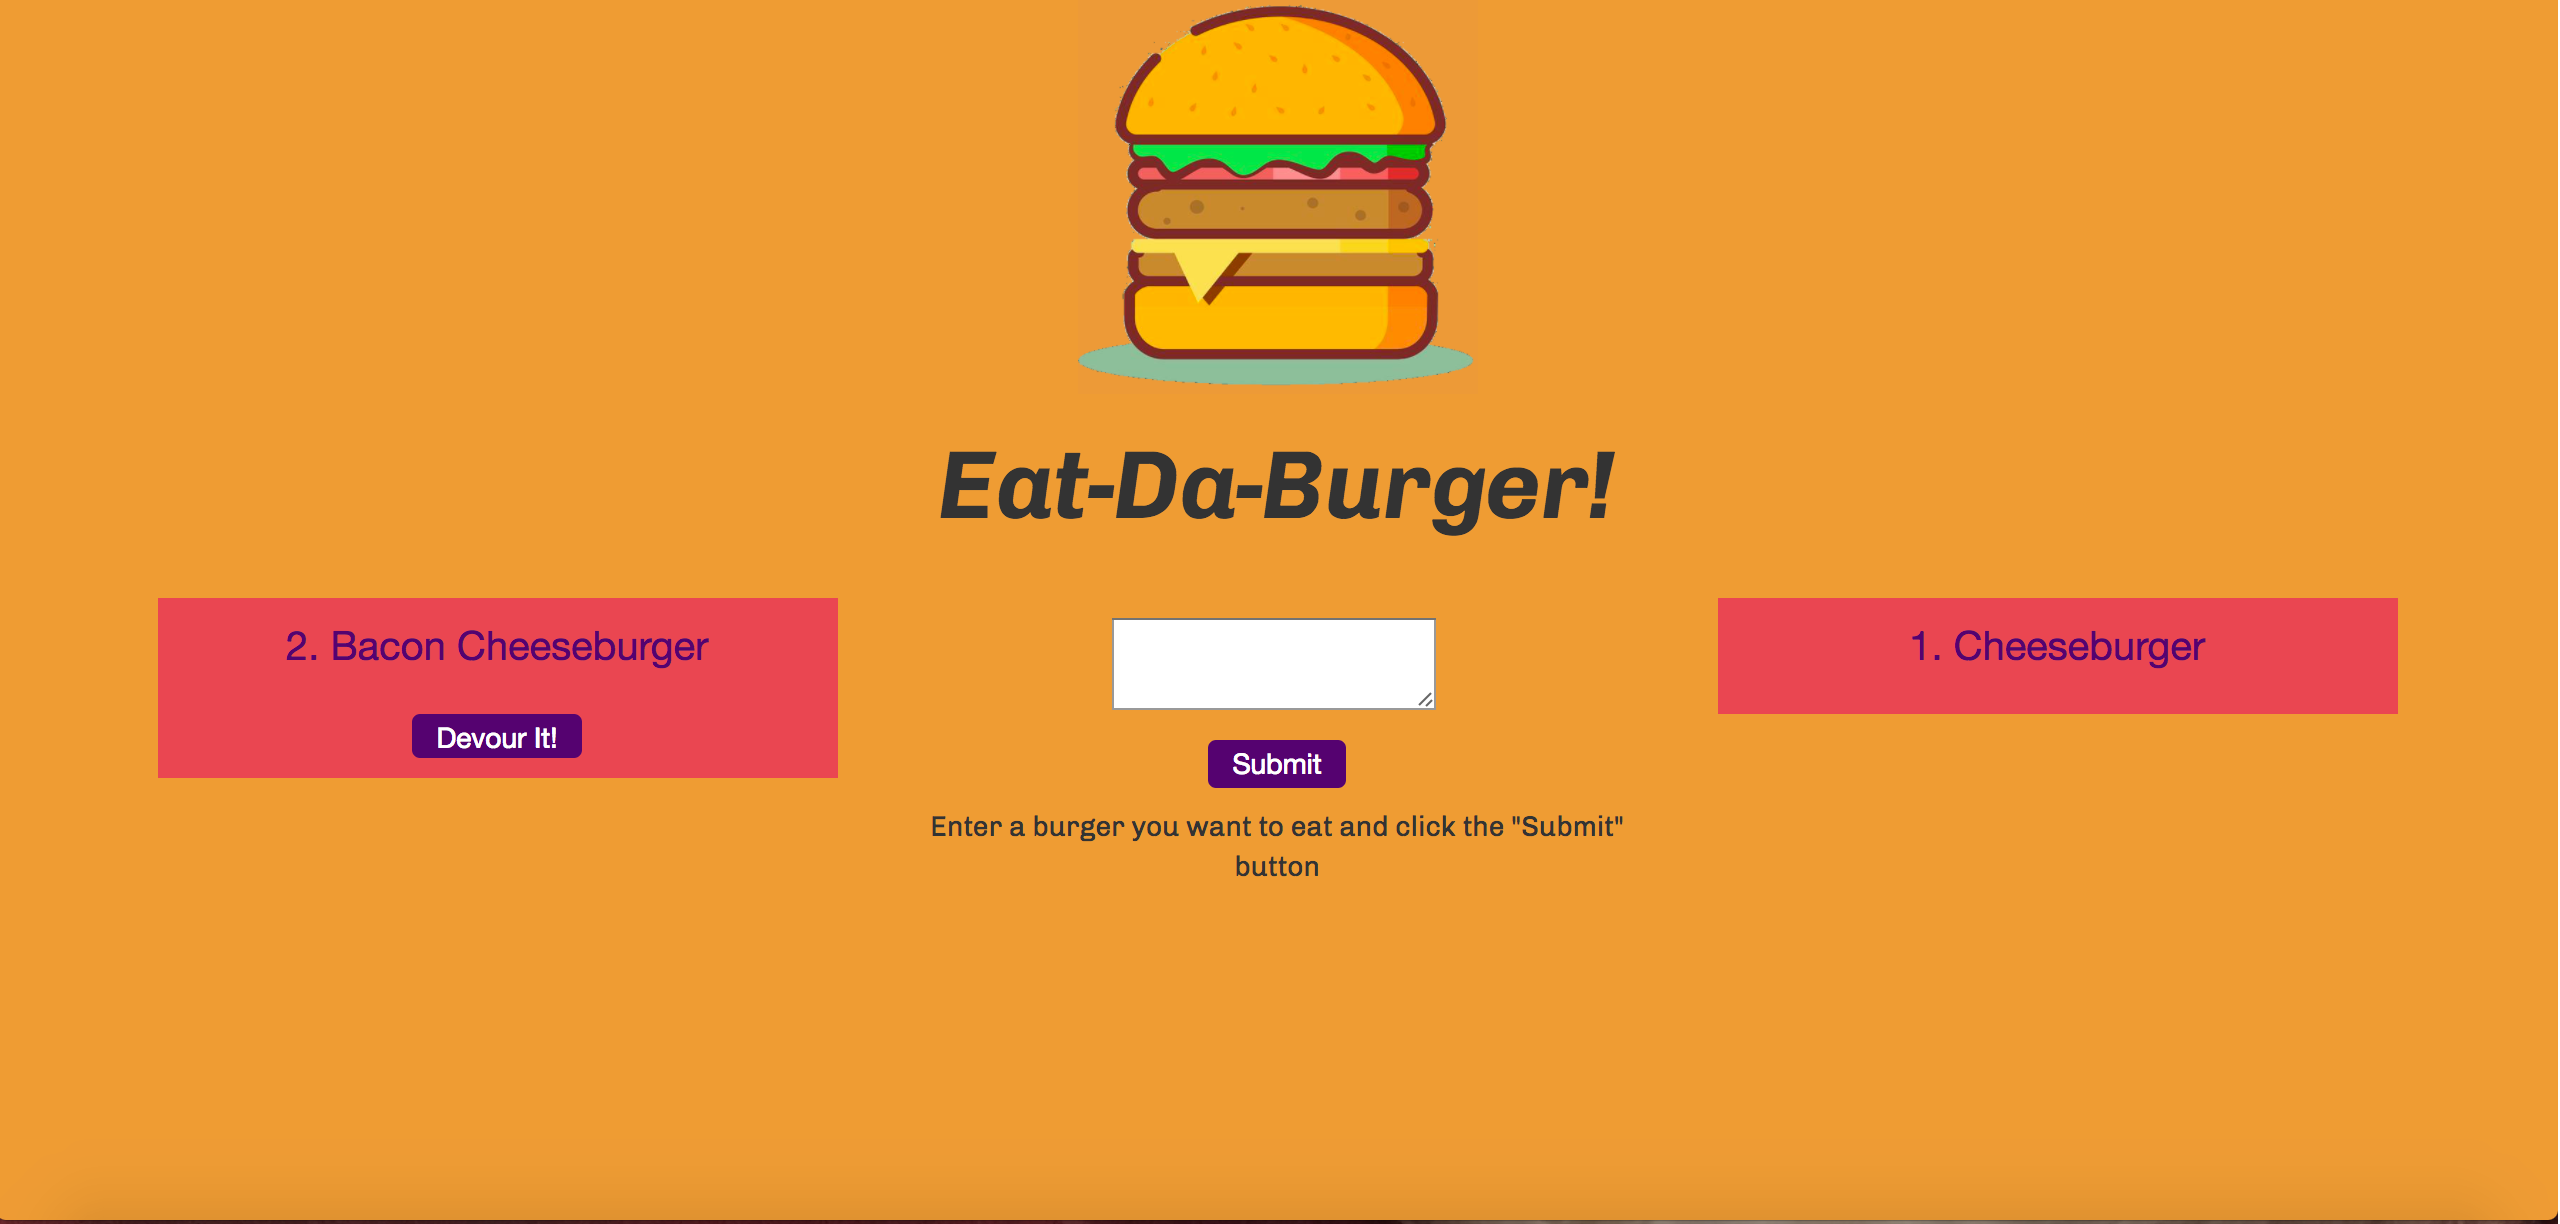 Eat-Da-Burger!
2. Bacon Cheeseburger
Devour It!
Submit
Enter a burger you want to eat and click the "Submit"
button
1. Cheeseburger